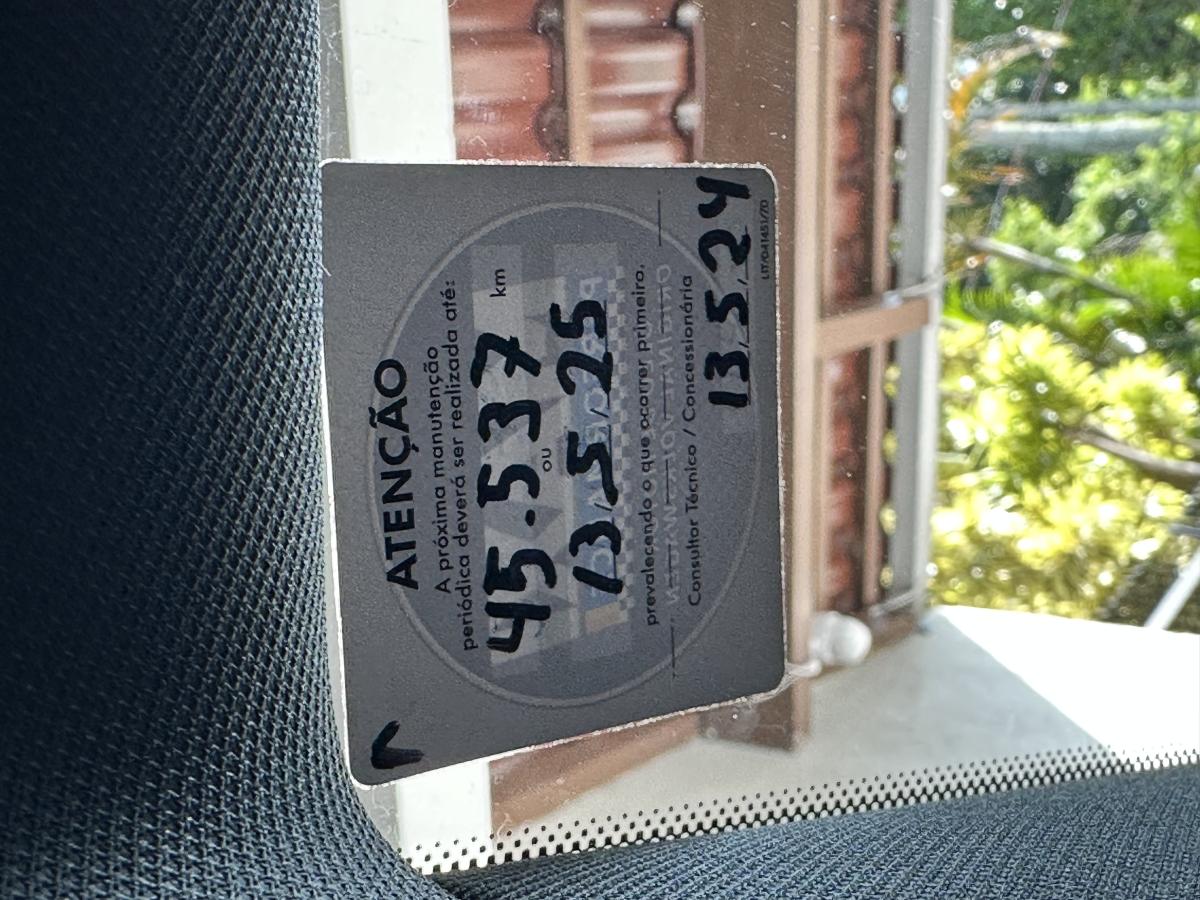 ATENÇÃO
A próxima manutenção
periódica deverá ser realizada até:
45.537 km
ou
13/5/25
prevalecendo o que ocorrer primeiro.
Consultor Técnico / Concessionária
13/5/24